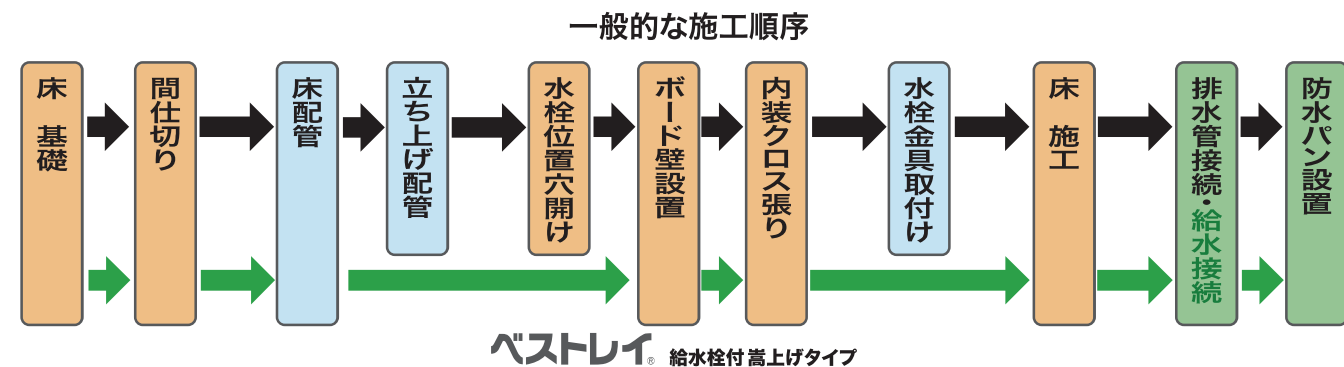 一般的な施工順序
床 基礎
間仕切り
床配管
立ち上げ配管
水栓位置穴開け
ボード壁設置
内装クロス張り
水栓金具取付け
床 施工
排水管接続・給水接続
防水パン設置
ベストレイ® 給水栓付嵩上げタイプ